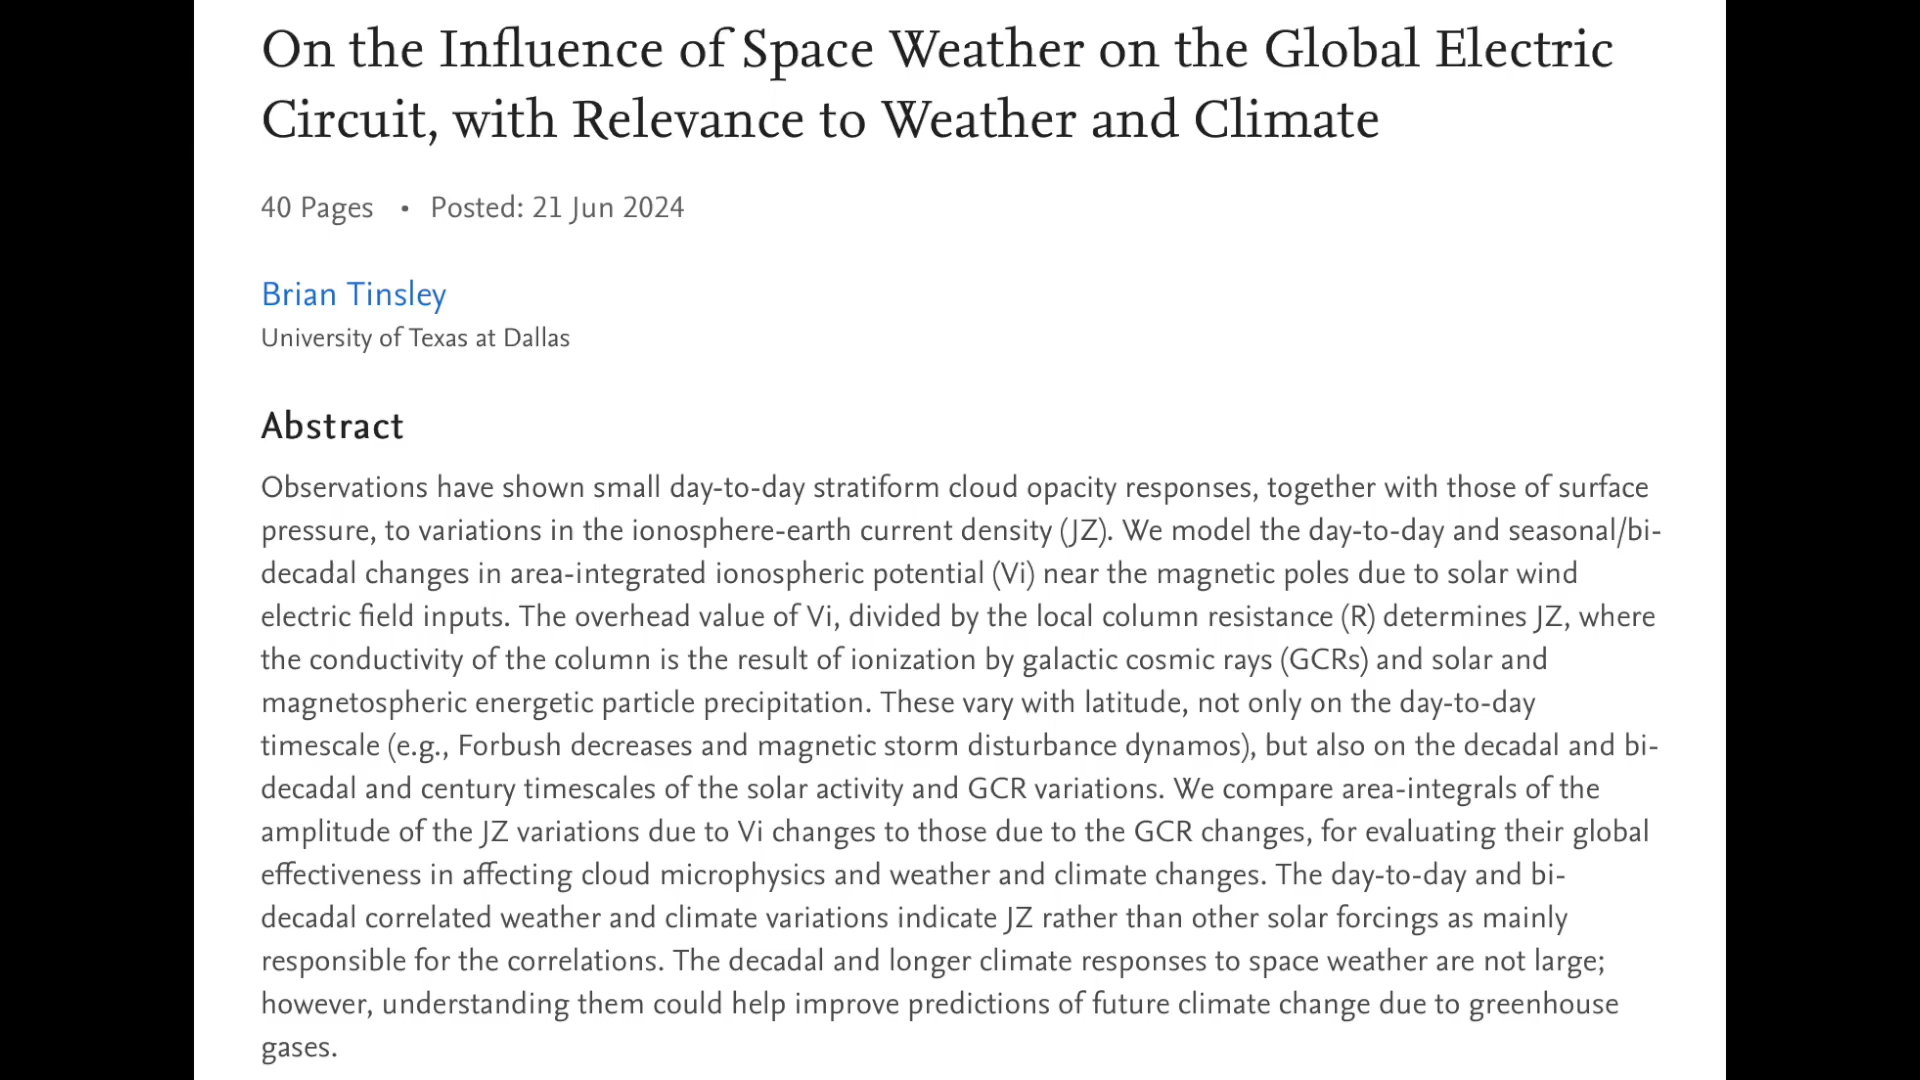 On the Influence of Space Weather on the Global Electric
Circuit, with Relevance to Weather and Climate
40 Pages • Posted: 21 Jun 2024
Brian Tinsley
University of Texas at Dallas
Abstract
Observations have shown small day-to-day stratiform cloud opacity responses, together with those of surface
pressure, to variations in the ionosphere-earth current density (JZ). We model the day-to-day and seasonal/bi-
decadal changes in area-integrated ionospheric potential (Vi) near the magnetic poles due to solar wind
electric field inputs. The overhead value of Vi, divided by the local column resistance (R) determines JZ, where
the conductivity of the column is the result of ionization by galactic cosmic rays (GCRs) and solar and
magnetospheric energetic particle precipitation. These vary with latitude, not only on the day-to-day
timescale (e.g., Forbush decreases and magnetic storm disturbance dynamos), but also on the decadal and bi-
decadal and century timescales of the solar activity and GCR variations. We compare area-integrals of the
amplitude of the JZ variations due to Vi changes to those due to the GCR changes, for evaluating their global
effectiveness in affecting cloud microphysics and weather and climate changes. The day-to-day and bi-
decadal correlated weather and climate variations indicate JZ rather than other solar forcings as mainly
responsible for the correlations. The decadal and longer climate responses to space weather are not large;
however, understanding them could help improve predictions of future climate change due to greenhouse
gases.